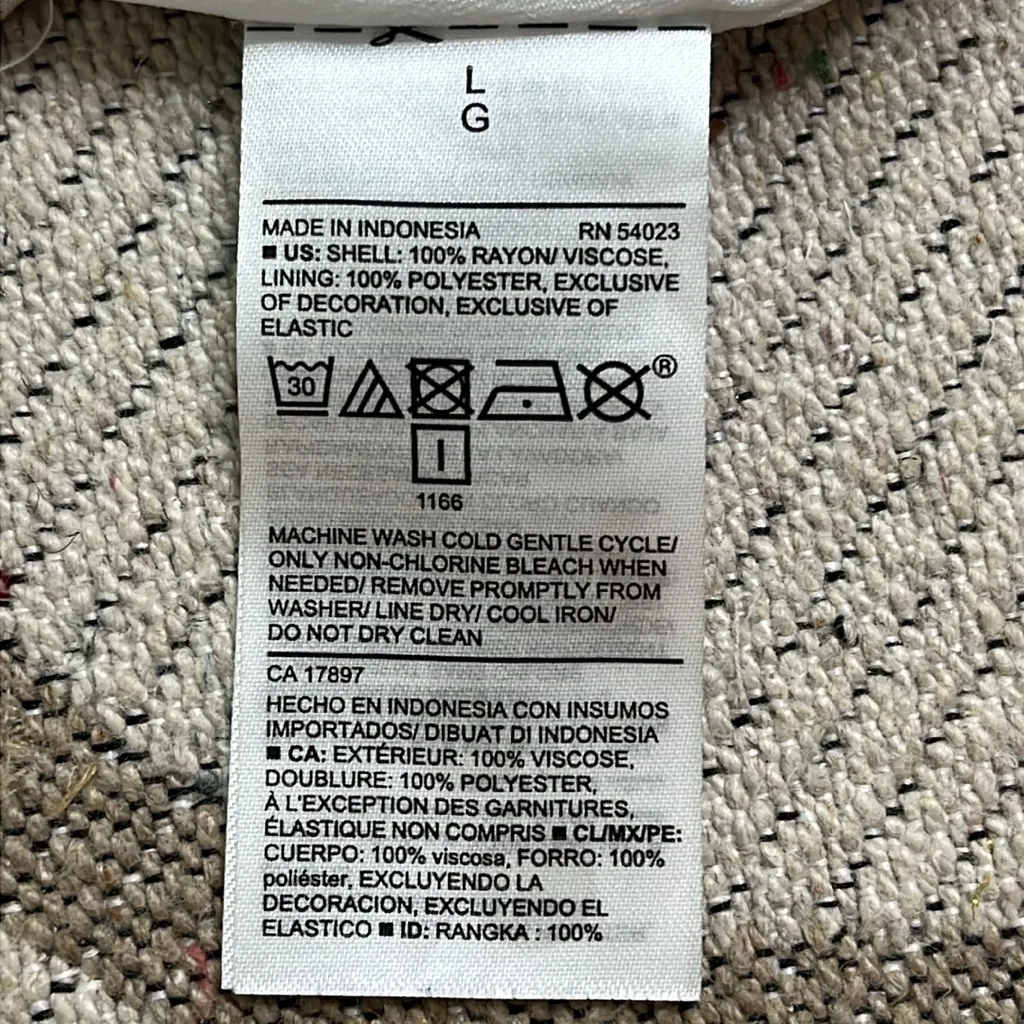 L
G
MADE IN INDONESIA RN 54023
■ US: SHELL: 100% RAYON/ VISCOSE,
LINING: 100% POLYESTER, EXCLUSIVE
OF DECORATION, EXCLUSIVE OF
ELASTIC
30 ®
1166
MACHINE WASH COLD GENTLE CYCLE/
ONLY NON-CHLORINE BLEACH WHEN
NEEDED/ REMOVE PROMPTLY FROM
WASHER/ LINE DRY/ COOL IRON/
DO NOT DRY CLEAN
CA 17897
HECHO EN INDONESIA CON INSUMOS
IMPORTADOS/ DIBUAT DI INDONESIA
■ CA: EXTÉRIEUR: 100% VISCOSE,
DOUBLURE: 100% POLYESTER,
À L'EXCEPTION DES GARNITURES,
ÉLASTIQUE NON COMPRIS ■ CL/MX/PE:
CUERPO: 100% viscosa, FORRO: 100%
poliéster, EXCLUYENDO LA
DECORACION, EXCLUYENDO EL
ELASTICO ■ ID: RANGKA : 100%